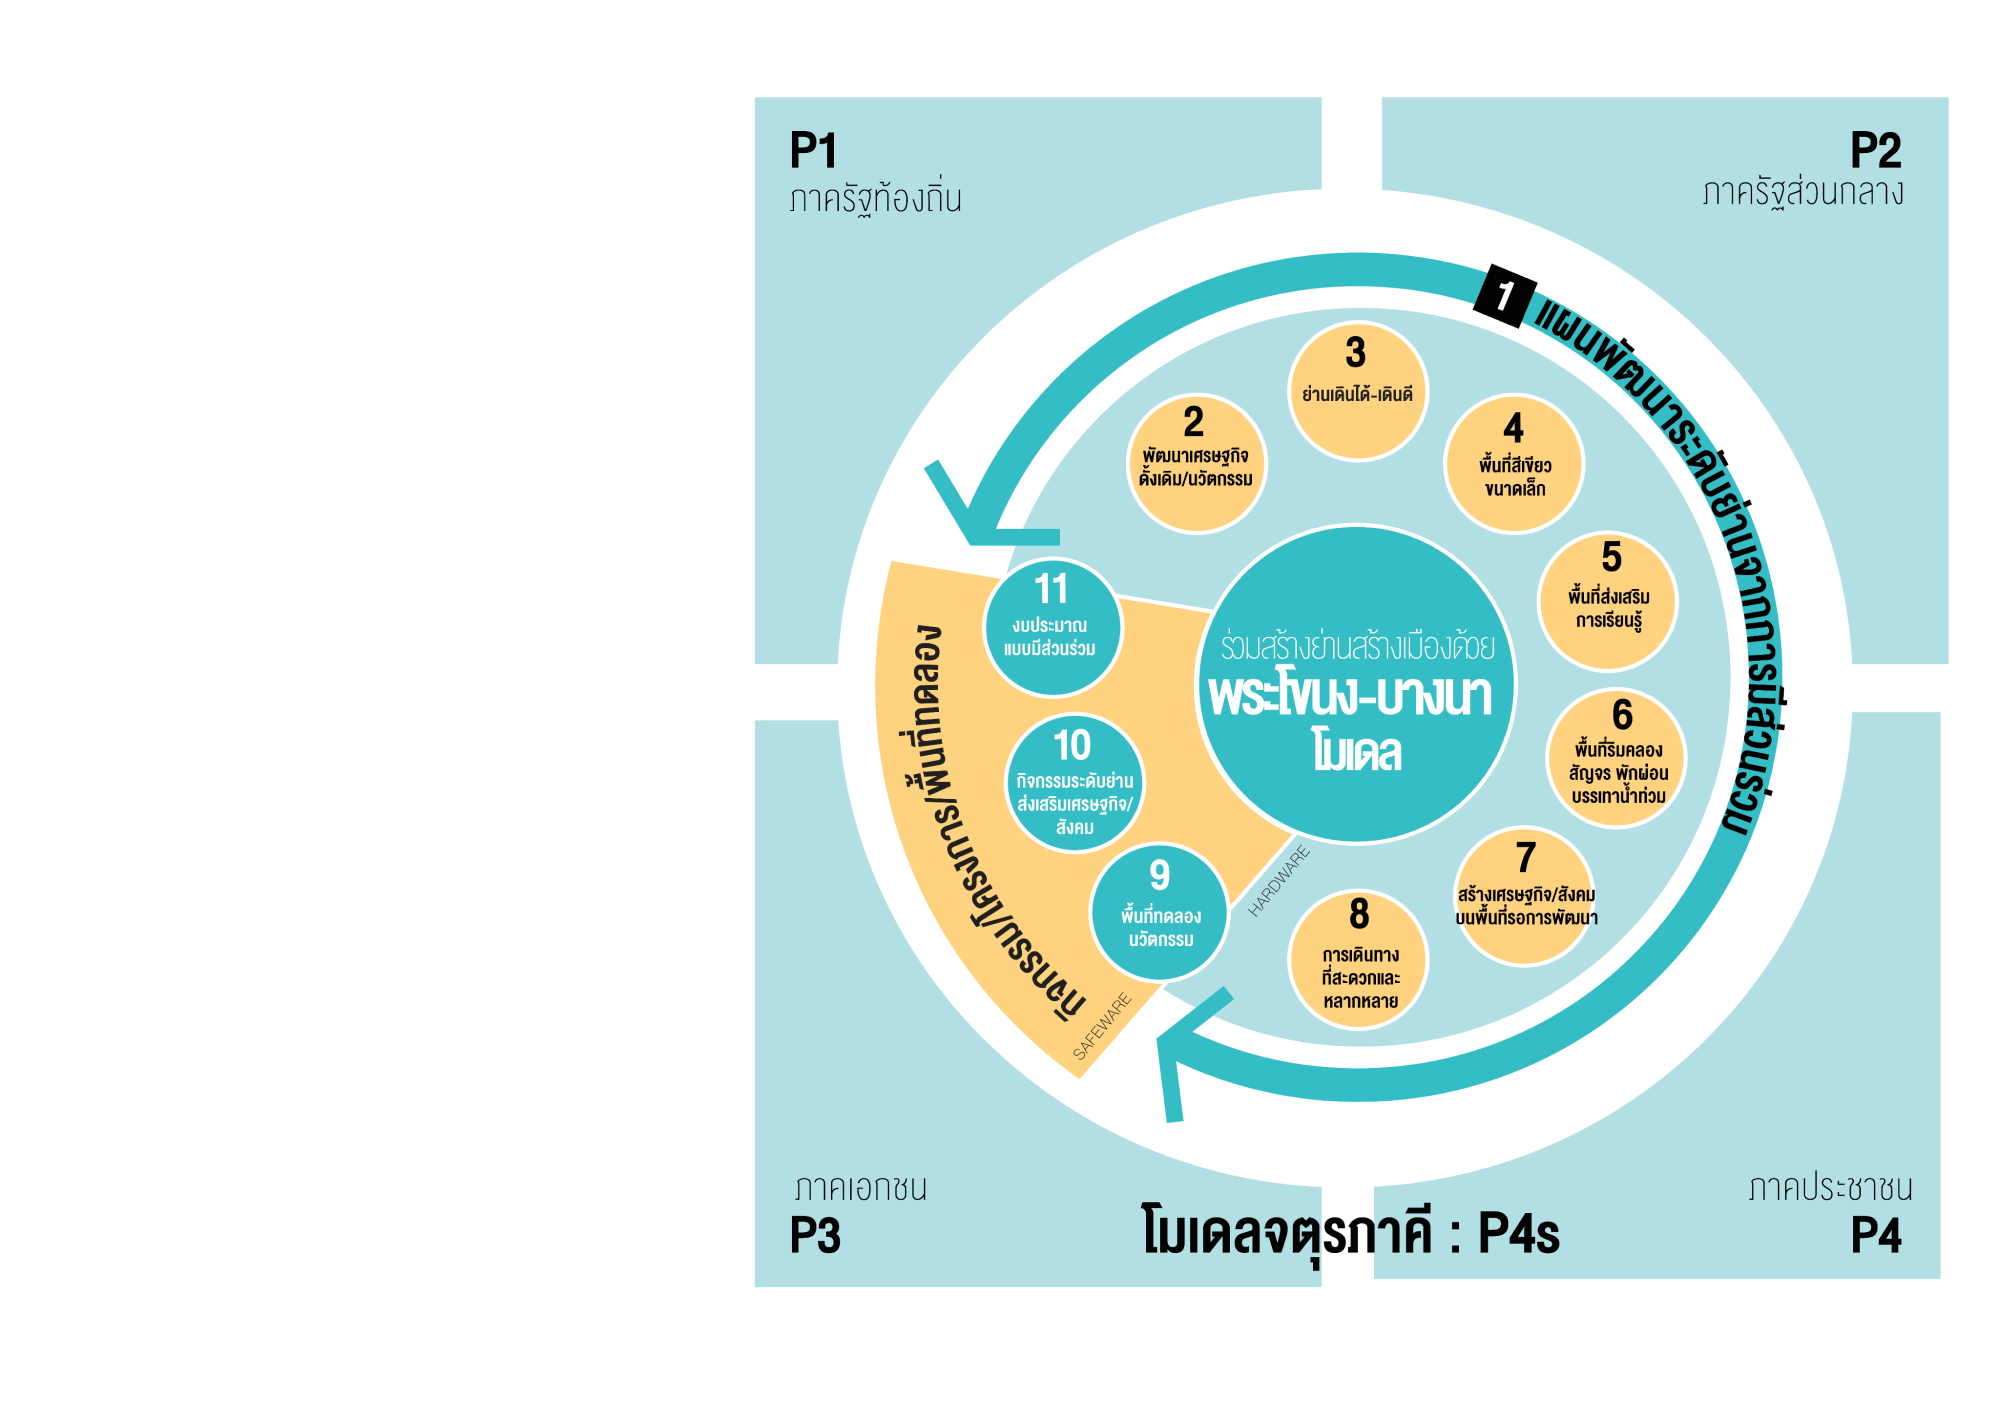 P1
ภาครัฐท้องถิ่น
P2
ภาครัฐส่วนกลาง
1 แผนพัฒนาระดับย่านจากการมีส่วนร่วม
2
พัฒนาเศรษฐกิจ
ดั้งเดิม/นวัตกรรม
3
ย่านเดินได้-เดินดี
4
พื้นที่สีเขียว
ขนาดเล็ก
5
พื้นที่ส่งเสริม
การเรียนรู้
6
พื้นที่ริมคลอง
สัญจร พักผ่อน
บรรเทาน้ำท่วม
7
สร้างเศรษฐกิจ/สังคม
บนพื้นที่รอการพัฒนา
8
การเดินทาง
ที่สะดวกและ
หลากหลาย
9
พื้นที่ทดลอง
นวัตกรรม
10
กิจกรรมระดับย่าน
ส่งเสริมเศรษฐกิจ/
สังคม
11
งบประมาณ
แบบมีส่วนร่วม
ร่วมสร้างย่านสร้างเมืองด้วย
พระโขนง-บางนา
โมเดล
กิจกรรม/โครงการ/พื้นที่ทดลอง
HARDWARE
SAFEWARE
ภาคเอกชน
P3
โมเดลจตุรภาคี : P4s
ภาคประชาชน
P4